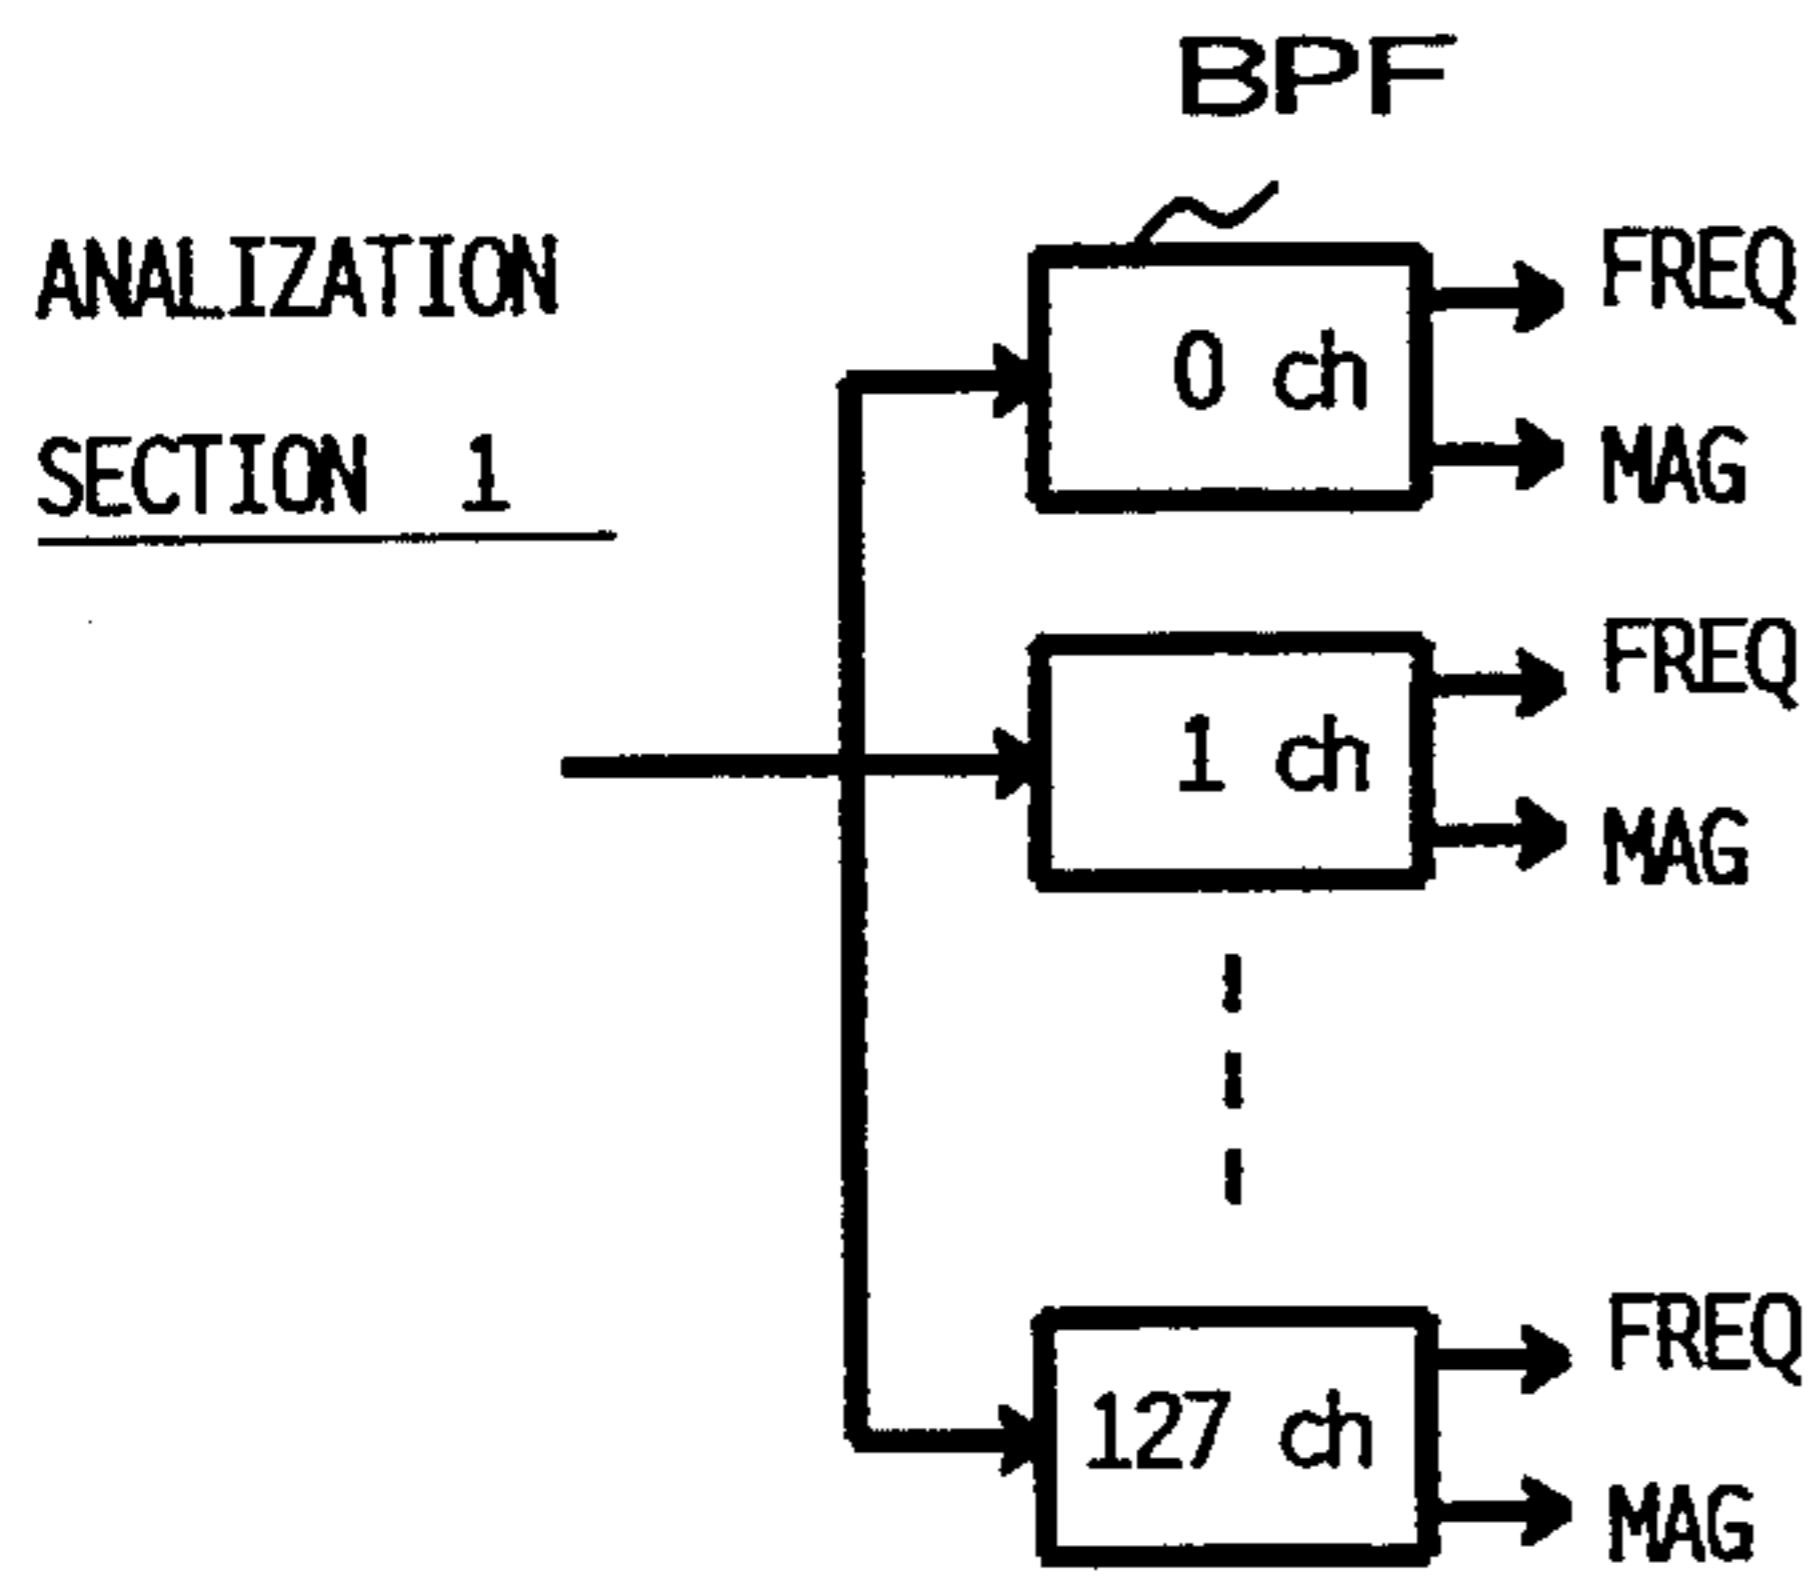 BPF
ANALIZATION
SECTION 1
0 ch
FREQ
MAG
1 ch
FREQ
MAG
127 ch
FREQ
MAG